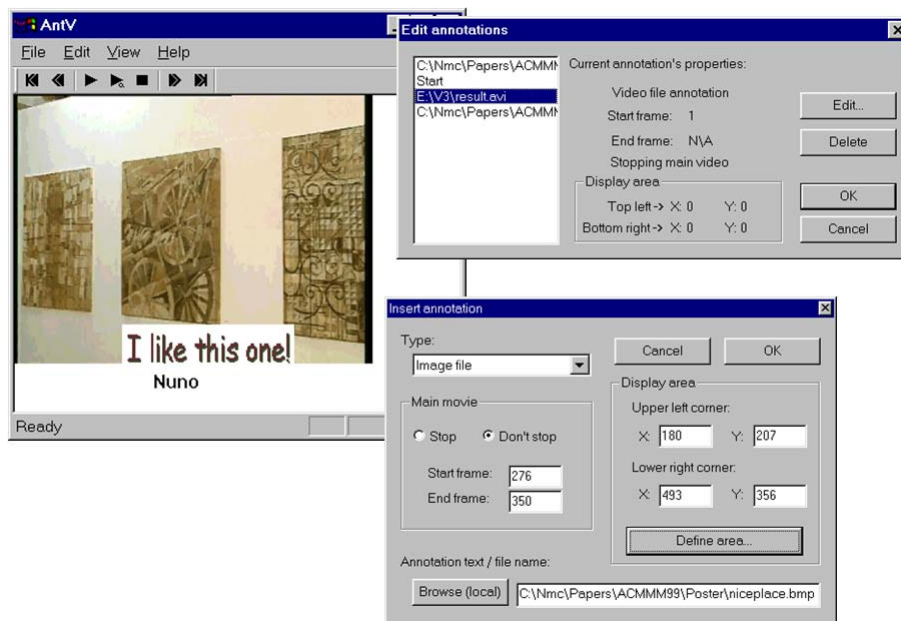 AntV
File Edit View Help
I like this one!
Nuno
Ready
Edit annotations
C:\Nmc\Papers\ACMMM
Start
E:\V3\result.avi
C:\Nmc\Papers\ACMMM
Current annotation's properties:
Video file annotation
Start frame: 1
End frame: N\A
Stopping main video
Display area
Top left-> X: 0 Y: 0
Bottom right-> X: 0 Y: 0
Edit...
Delete
OK
Cancel
Insert annotation
Type:
Image file
Cancel OK
Main movie
Stop Don't stop
Start frame: 276
End frame: 350
Display area
Upper left corner:
X: 180 Y: 207
Lower right corner:
X: 493 Y: 356
Define area...
Annotation text / file name:
Browse (local) C:\Nmc\Papers\ACMMM99\Poster\niceplace.bmp